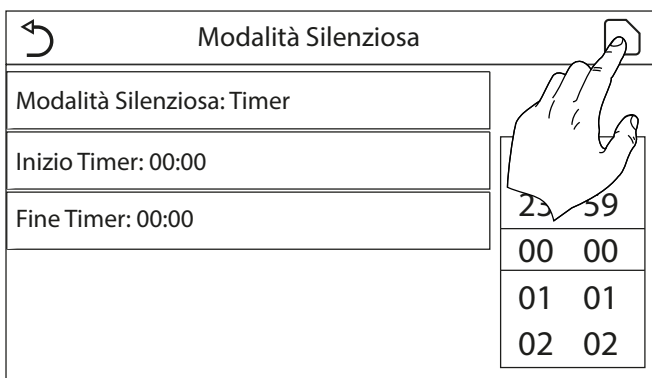 Modalità Silenziosa
Modalità Silenziosa: Timer
Inizio Timer: 00:00
Fine Timer: 00:00
23 59
00 00
01 01
02 02